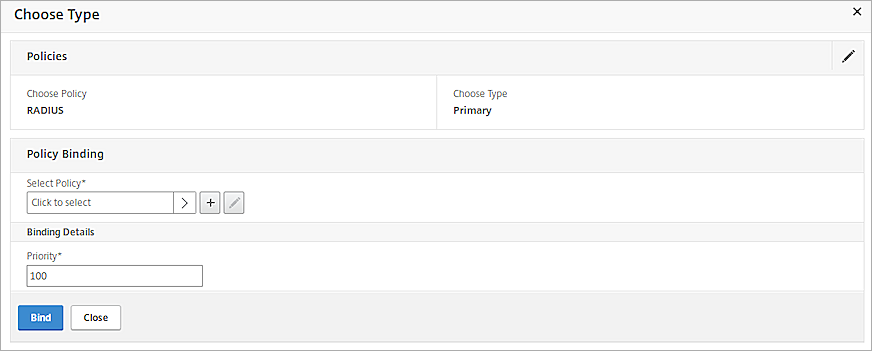 Choose Type
Policies
Choose Policy
RADIUS
Choose Type
Primary
Policy Binding
Select Policy*
Click to select
Binding Details
Priority*
100
Bind Close